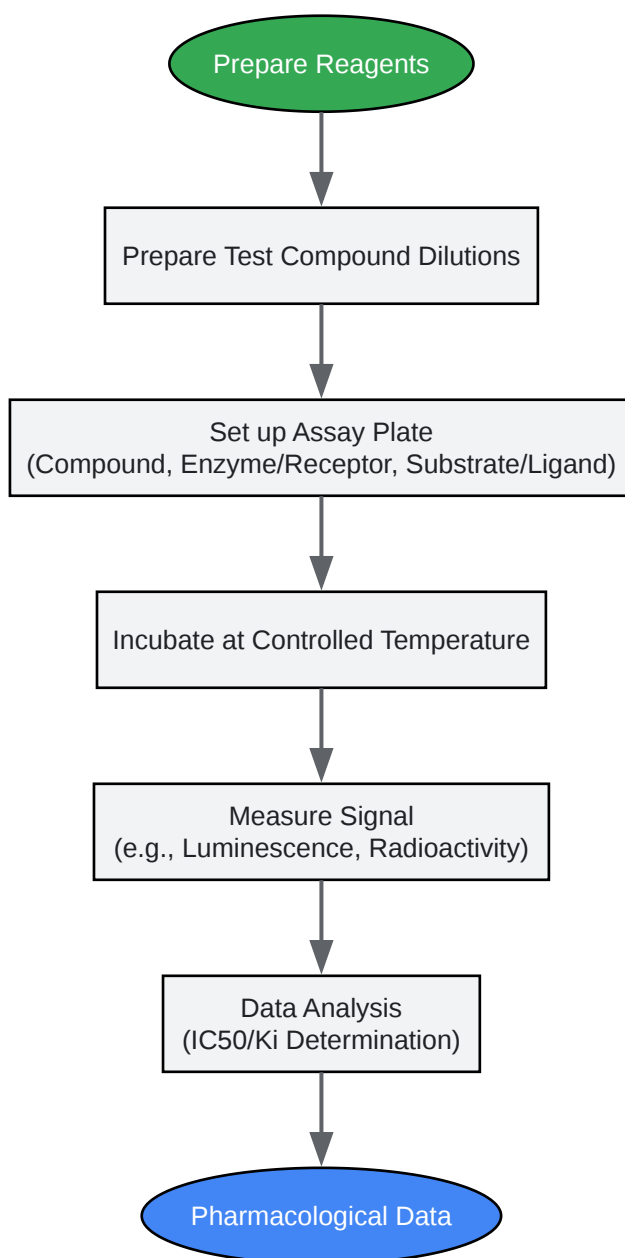 Prepare Reagents
Prepare Test Compound Dilutions
Set up Assay Plate
(Compound, Enzyme/Receptor, Substrate/Ligand)
Incubate at Controlled Temperature
Measure Signal
(e.g., Luminescence, Radioactivity)
Data Analysis
(IC50/Ki Determination)
Pharmacological Data